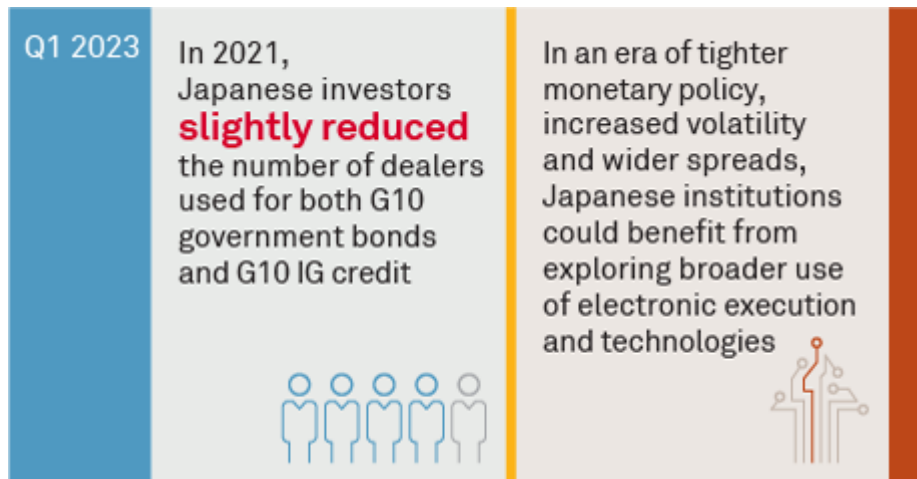 Q1 2023
In 2021,
Japanese investors
slightly reduced
the number of dealers
used for both G10
government bonds
and G10 IG credit
In an era of tighter
monetary policy,
increased volatility
and wider spreads,
Japanese institutions
could benefit from
exploring broader use
of electronic execution
and technologies